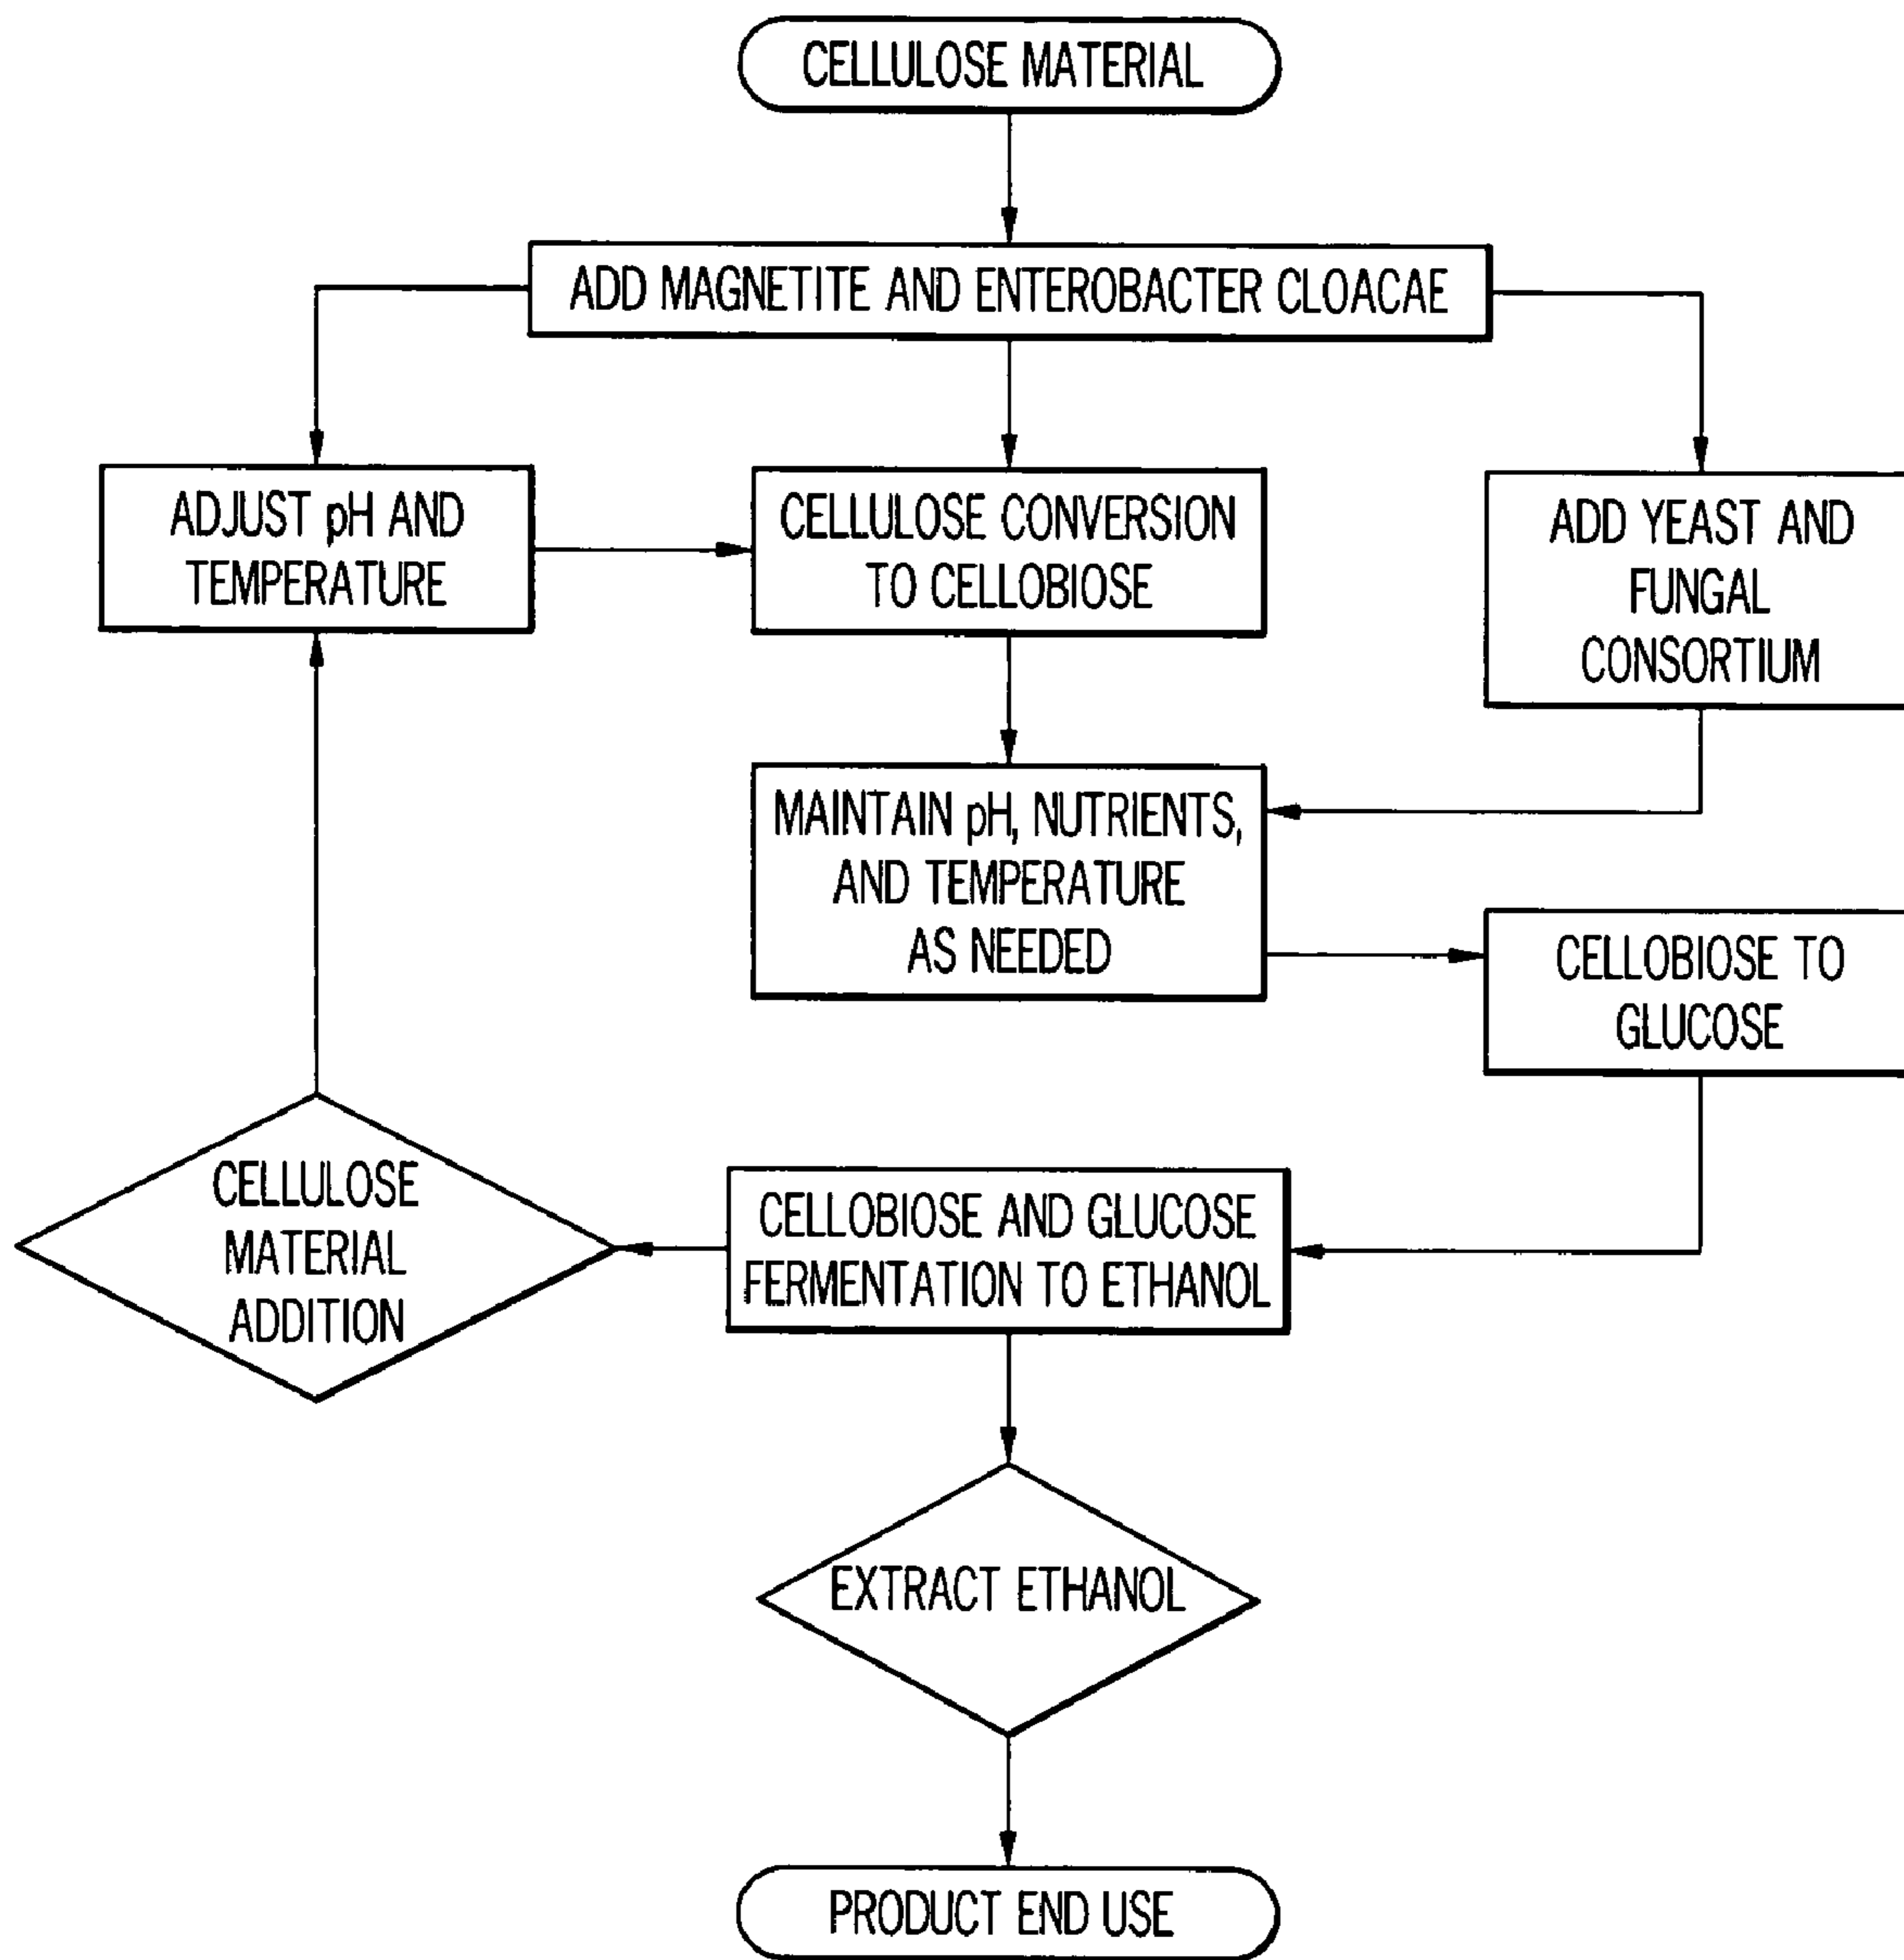 CELLULOSE MATERIAL
ADD MAGNETITE AND ENTEROBACTER CLOACAE
ADJUST pH AND
TEMPERATURE
CELLULOSE CONVERSION
TO CELLOBIOSE
ADD YEAST AND
FUNGAL
CONSORTIUM
MAINTAIN pH, NUTRIENTS,
AND TEMPERATURE
AS NEEDED
CELLOBIOSE TO
GLUCOSE
CELLULOSE
MATERIAL
ADDITION
CELLOBIOSE AND GLUCOSE
FERMENTATION TO ETHANOL
EXTRACT ETHANOL
PRODUCT END USE